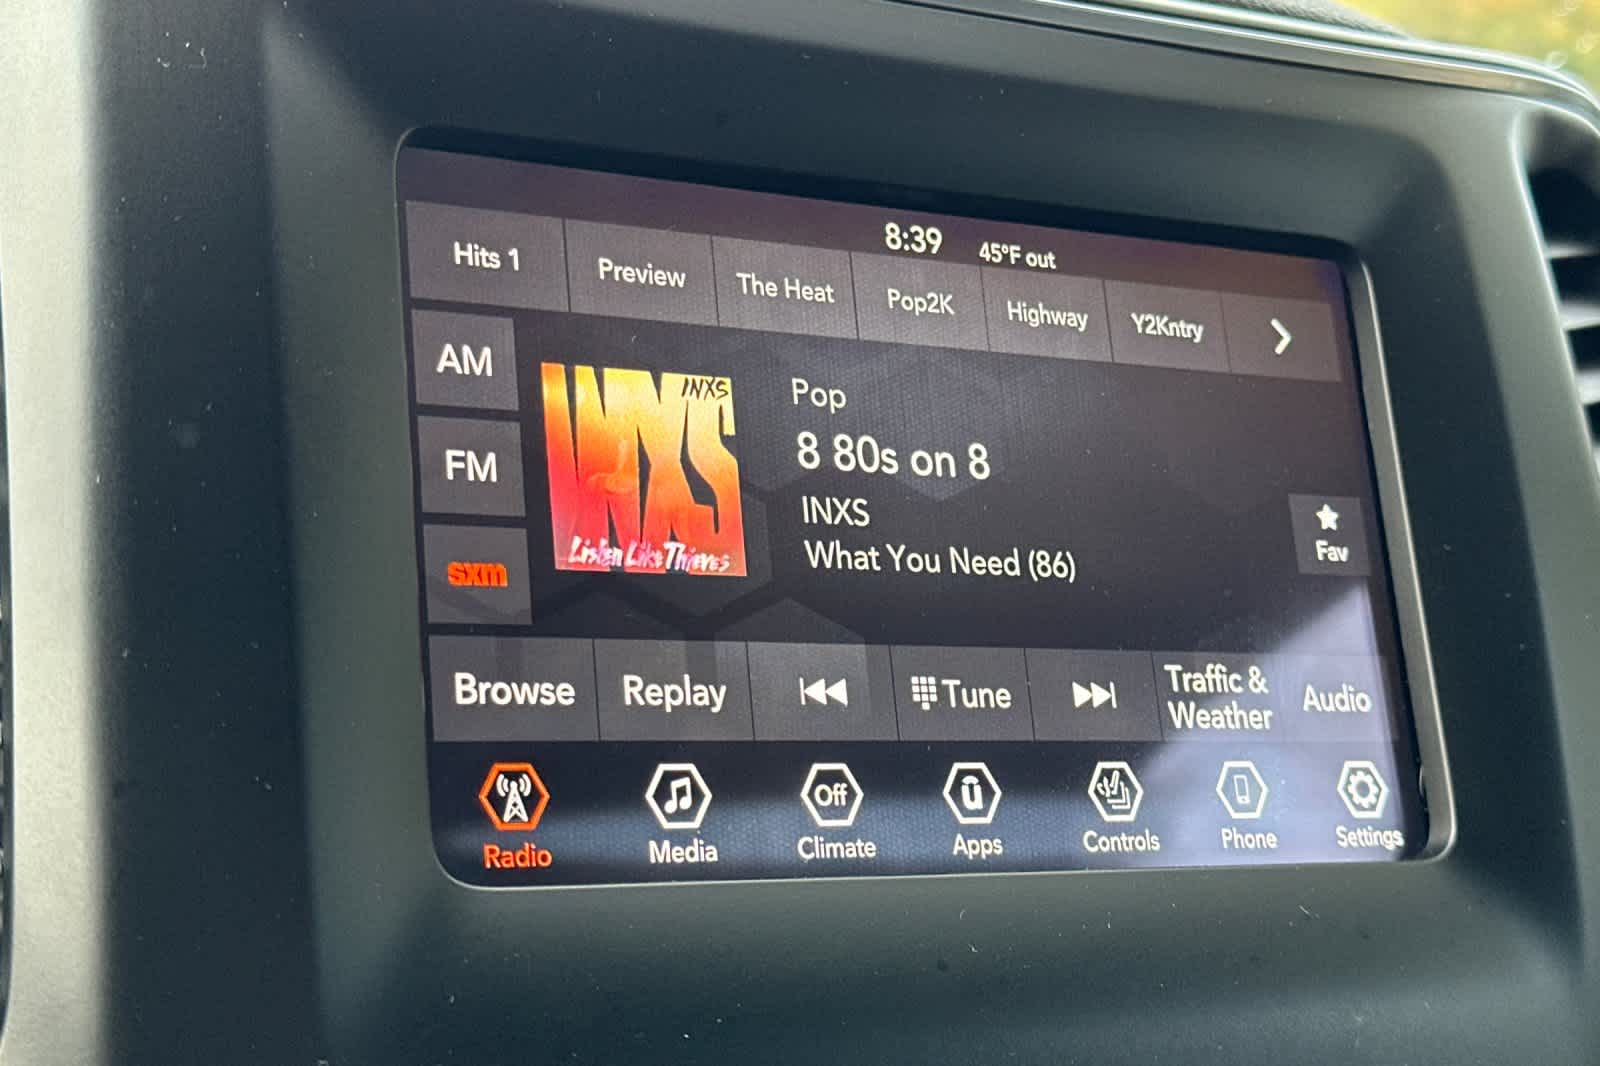 8:39 45°F out
Hits 1 Preview The Heat Pop2K Highway Y2Kntry
AM
FM
sxm
INXS
INXS
Listen Like Thieves
Pop
8 80s on 8
INXS
What You Need (86)
Fav
Browse Replay Tune Traffic & Weather Audio
Off
Radio Media Climate Apps Controls Phone Settings